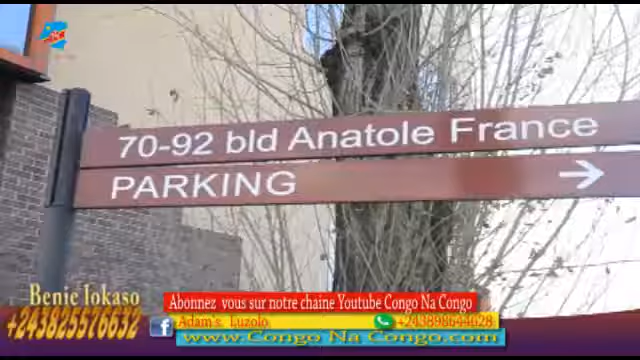 70-92 bld Anatole France
PARKING →
Benie Iokaso
+243825576632
Abonnez vous sur notre chaine Youtube Congo Na Congo
Adam's. Luzolo
+243898644028
www.Congo Na Congo.com